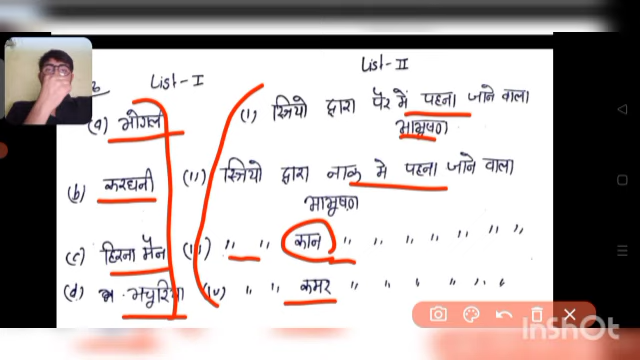 List-I List-II
(a) भोगल (i) स्त्रियो द्वारा पैर में पहना जाने वाला
आभूषण
(b) करधनी (ii) स्त्रियो द्वारा नाक मे पहना जाने वाला
आभूषण
(c) हिरना मैन (iii) " " कान " " " " " "
(d) मचुरिया (iv) " " कमर " " " " " "
InShOt